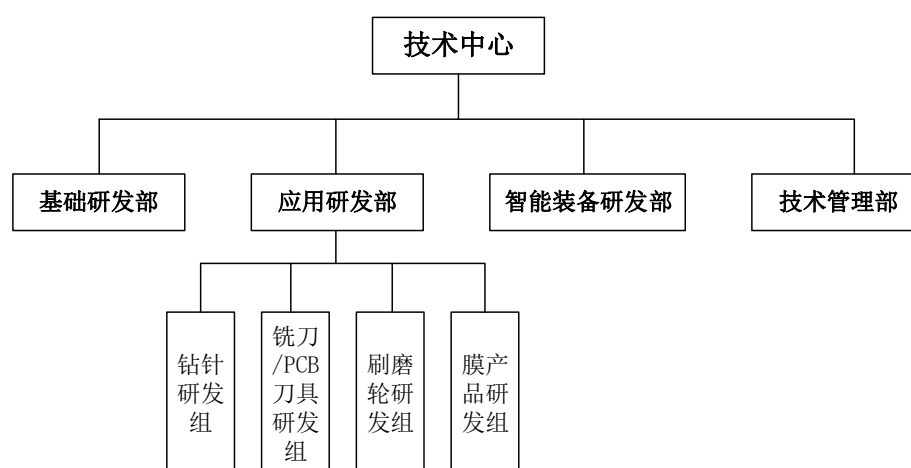 技术中心
基础研发部
应用研发部
智能装备研发部
技术管理部
钻针
研发
组
铣刀
/PCB
刀具
研发
组
刷磨
轮研
发组
膜产
品研
发组